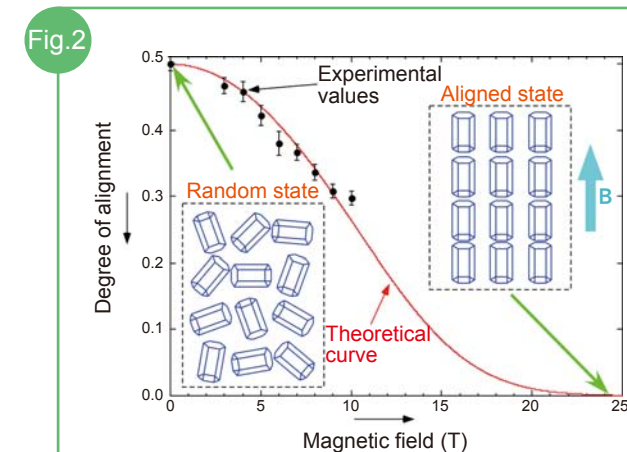 Fig.2
0.5
0.4
0.3
0.2
0.1
0.0
0
5
10
15
20
25
Degree of alignment
Magnetic field (T)
Experimental
values
Aligned state
B
Random state
Theoretical
curve